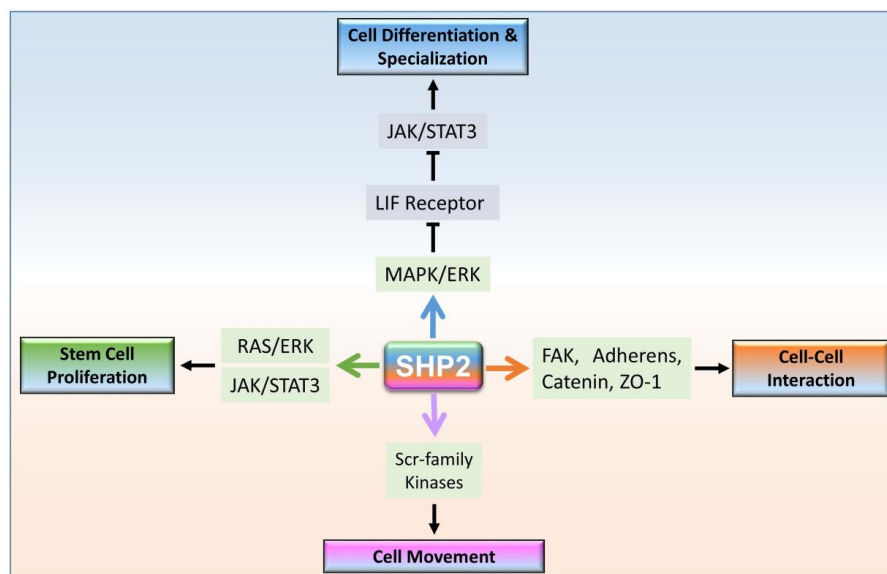 Cell Differentiation &
Specialization
JAK/STAT3
LIF Receptor
MAPK/ERK
Stem Cell
Proliferation
RAS/ERK
JAK/STAT3
SHP2
FAK, Adherens,
Catenin, ZO-1
Cell-Cell
Interaction
Scr-family
Kinases
Cell Movement